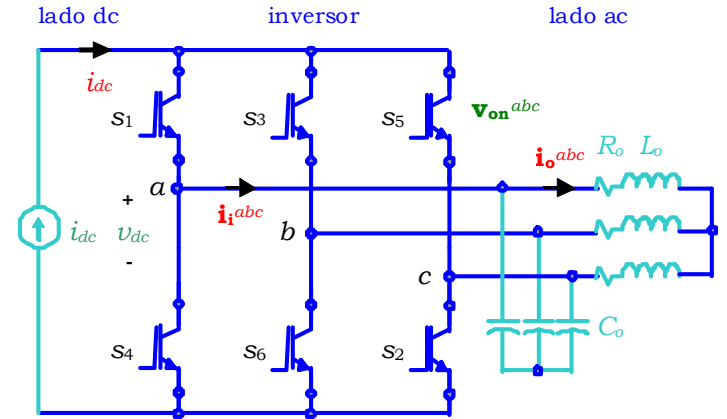 lado dc
inversor
lado ac
idc
s1
s3
s5
von^abc
io^abc
Ro
Lo
a
+
ii^abc
idc
vdc
b
-
c
s4
s6
s2
Co